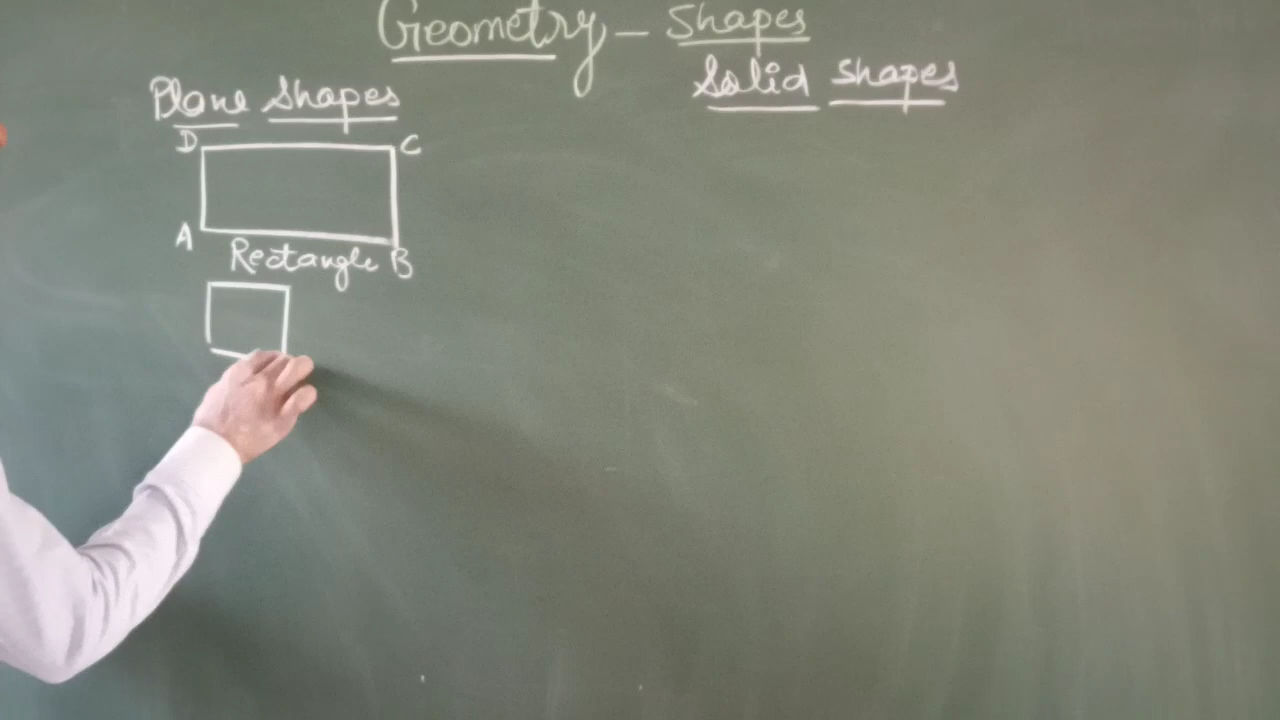 Geometry – Shapes
Plane Shapes
Solid shapes
D C
A B
Rectangle